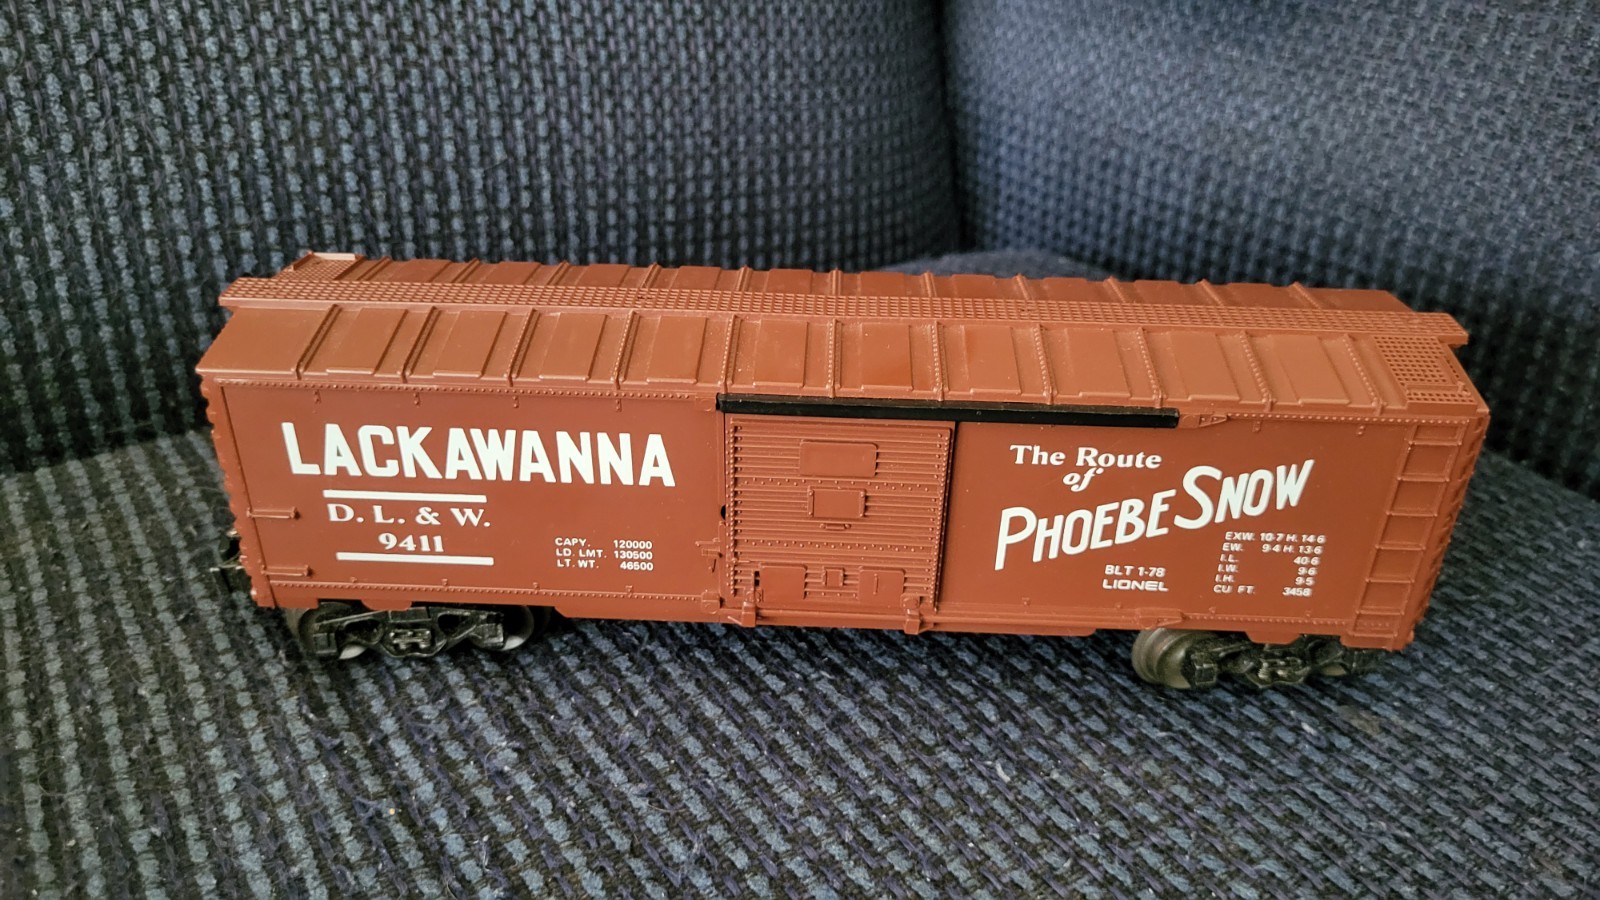 LACKAWANNA
D. L. & W.
9411
CAPY. 120000
LD. LMT. 130500
LT. WT. 46500
The Route
of
PHOEBE SNOW
BLT 1-78
LIONEL
EXW. 10-7 H. 14-6
EW. 9-4 H. 13-6
I.L. 40-6
I.W. 9-6
I.H. 9-5
CU FT. 3458